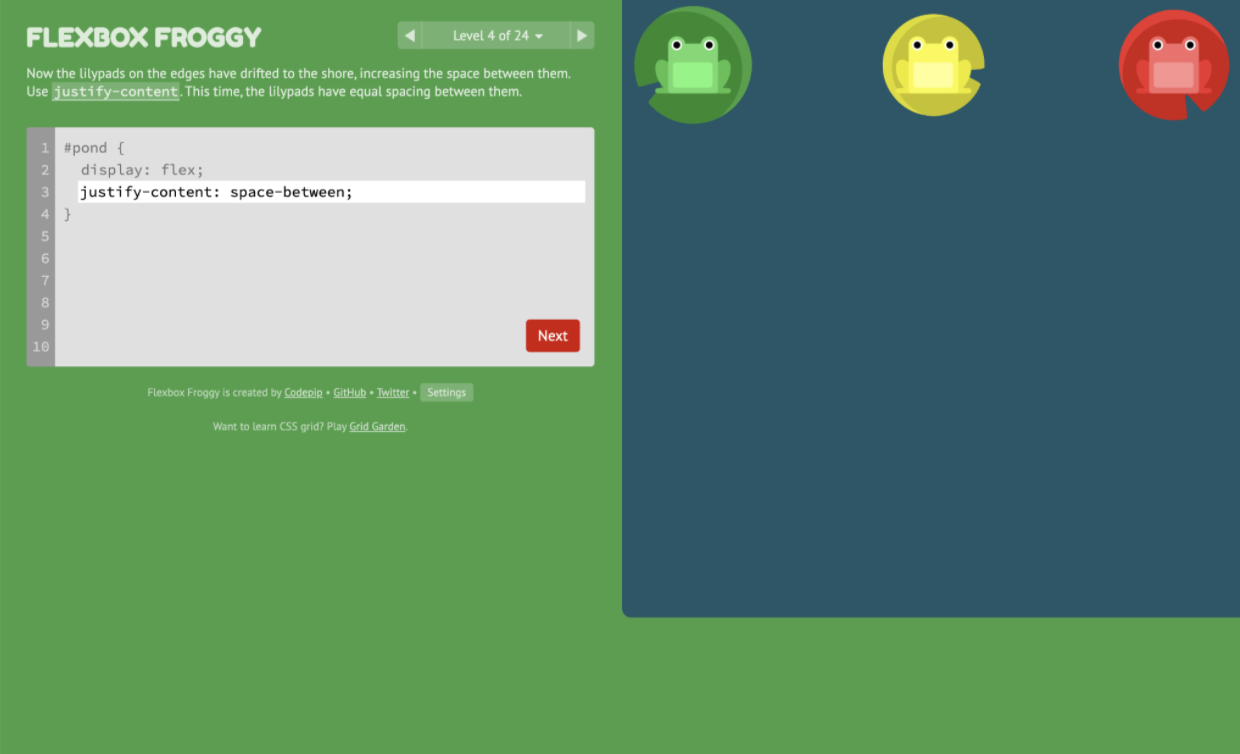 FLEXBOX FROGGY
Level 4 of 24
Now the lilypads on the edges have drifted to the shore, increasing the space between them.
Use justify-content. This time, the lilypads have equal spacing between them.
1 #pond {
2 display: flex;
3 justify-content: space-between;
4 }
5
6
7
8
9
10
Next
Flexbox Froggy is created by Codepip • GitHub • Twitter • Settings
Want to learn CSS grid? Play Grid Garden.